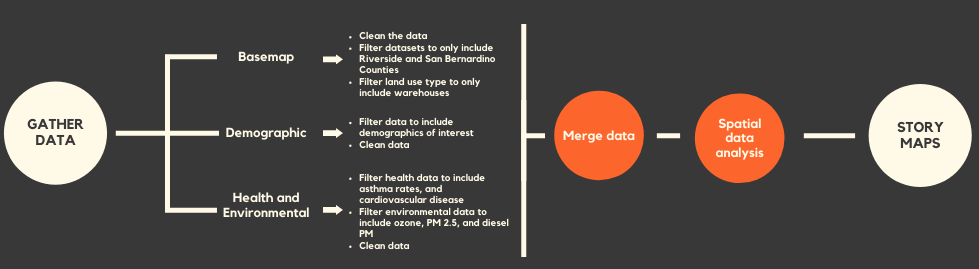 GATHER
DATA
Basemap
• Clean the data
• Filter datasets to only include
Riverside and San Bernardino
Counties
• Filter land use type to only
include warehouses
Demographic
• Filter data to include
demographics of interest
• Clean data
Health and
Environmental
• Filter health data to include
asthma rates, and
cardiovascular disease
• Filter environmental data to
include ozone, PM 2.5, and diesel
PM
• Clean data
Merge data
Spatial
data
analysis
STORY
MAPS